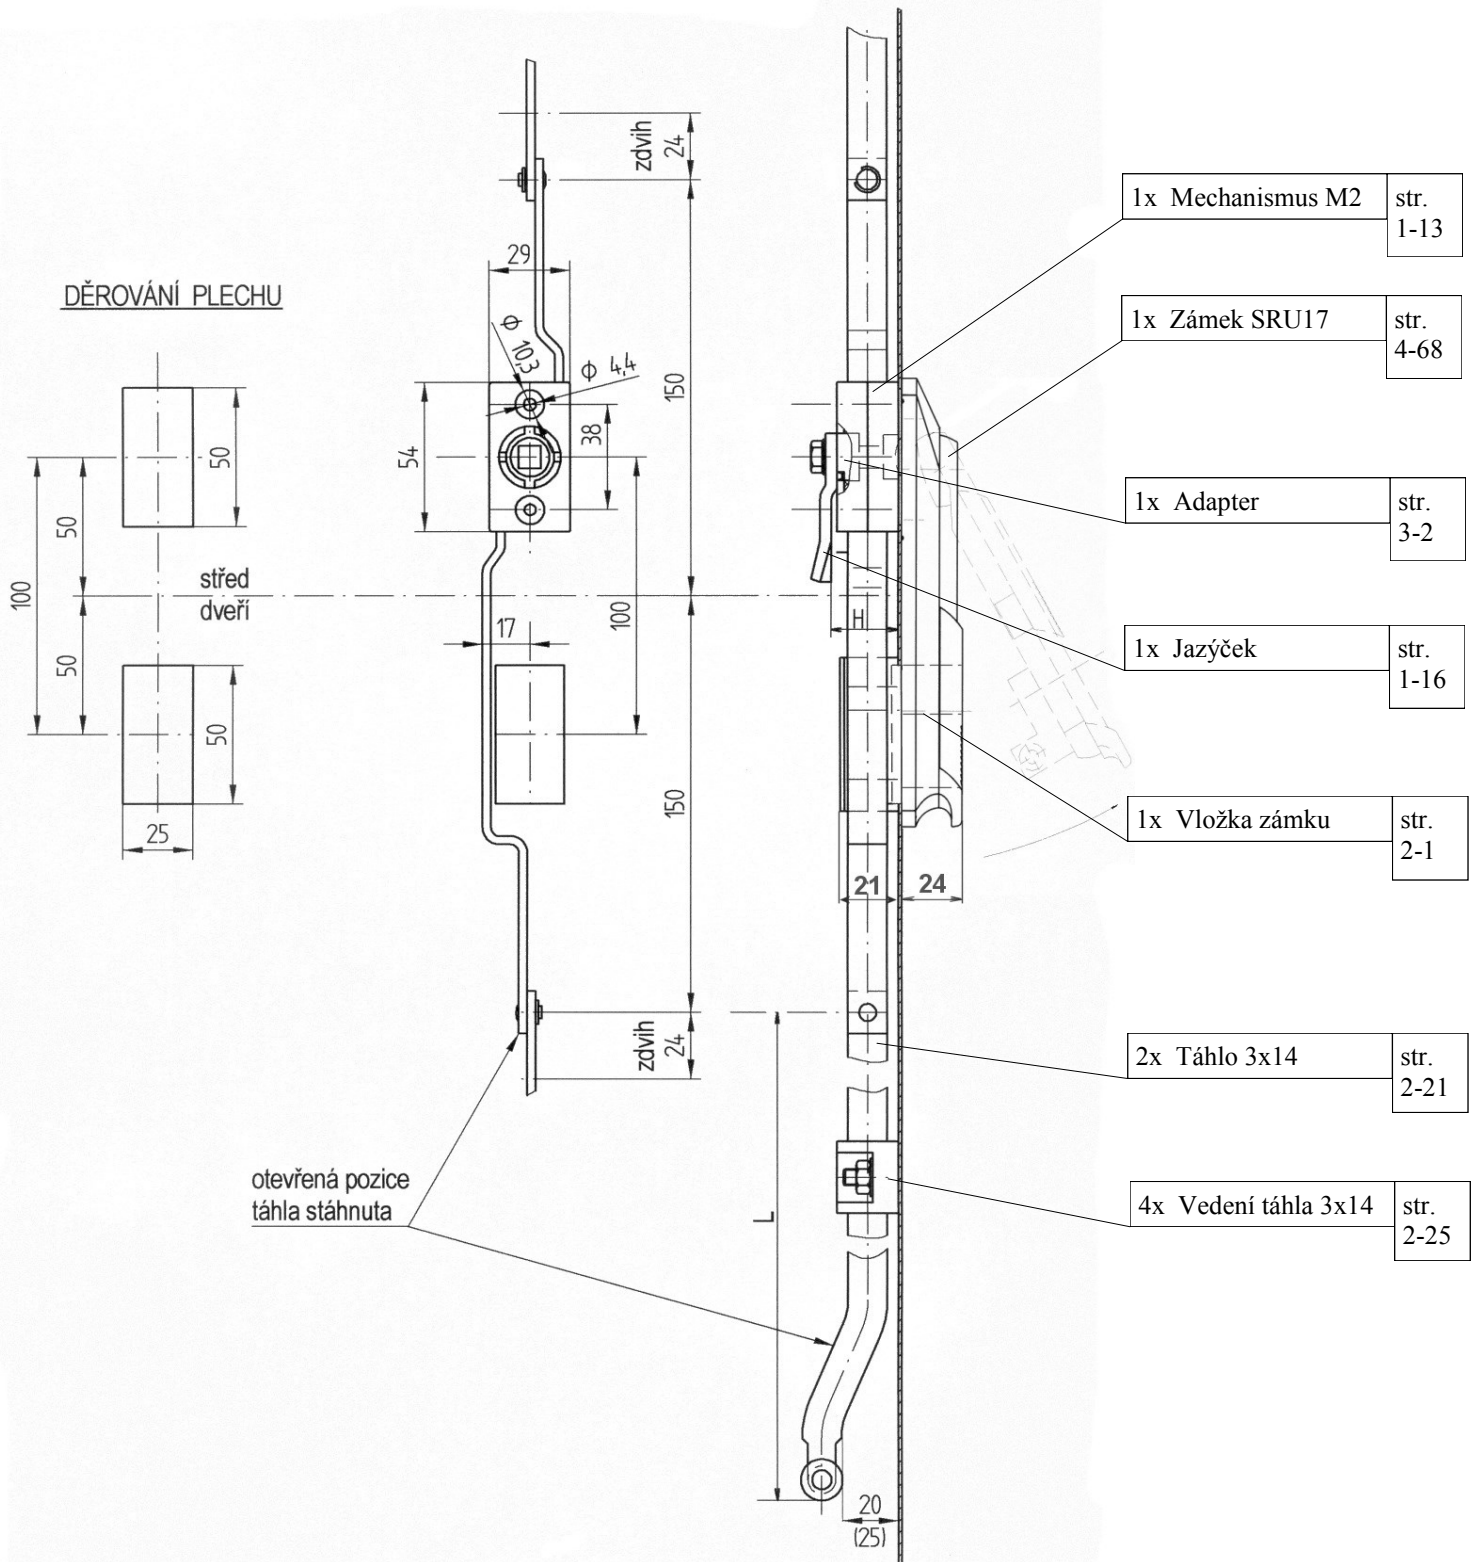 zdvih
24
1x Mechanismus M2
str.
1-13
29
DĚROVÁNÍ PLECHU
1x Zámek SRU17
str.
4-68
ϕ 10,3
ϕ 4,4
150
38
54
50
50
100
1x Adapter
str.
3-2
střed
dveří
17
100
H
50
50
1x Jazýček
str.
1-16
25
150
1x Vložka zámku
str.
2-1
21
24
zdvih
24
2x Táhlo 3x14
str.
2-21
otevřená pozice
táhla stáhnuta
L
4x Vedení táhla 3x14
str.
2-25
20
(25)